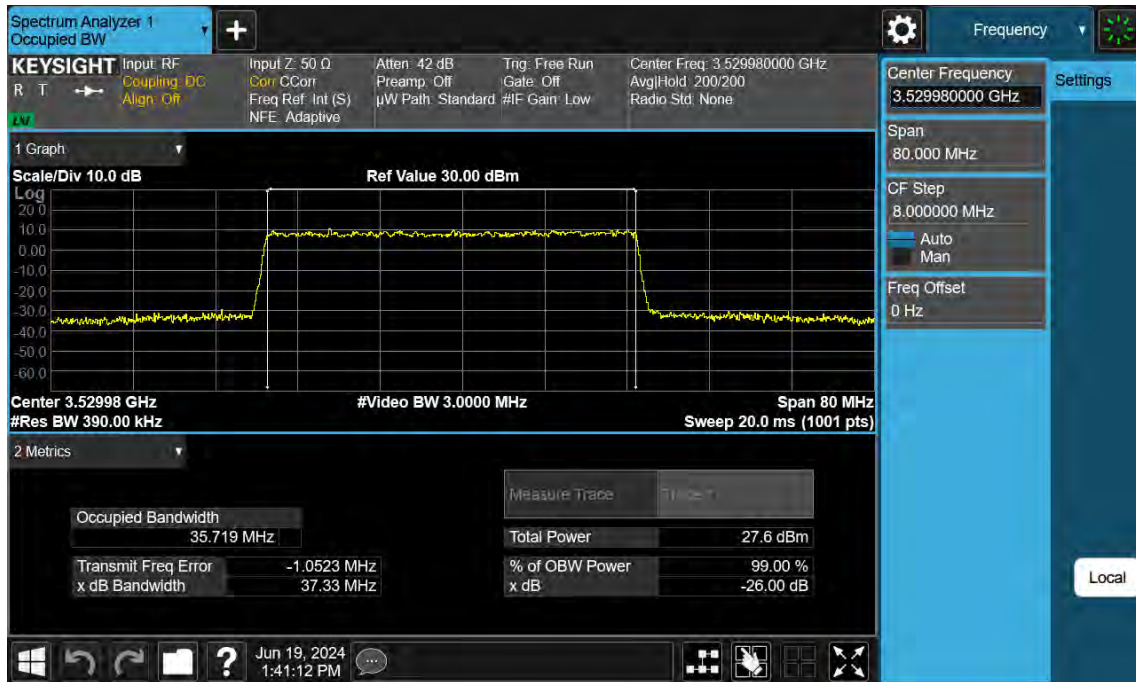 Spectrum Analyzer 1
Occupied BW
+
Frequency
KEYSIGHT
R T
LXI
Input: RF
Coupling: DC
Align: Off
Input Z: 50 Ω
Corr CCorr
Freq Ref: Int (S)
NFE: Adaptive
Atten: 42 dB
Preamp: Off
µW Path: Standard
Trig: Free Run
Gate: Off
#IF Gain: Low
Center Freq: 3.529980000 GHz
Avg|Hold: 200/200
Radio Std: None
Center Frequency
3.529980000 GHz
Settings
Span
80.000 MHz
CF Step
8.000000 MHz
Auto
Man
Freq Offset
0 Hz
Local
1 Graph
Scale/Div 10.0 dB
Ref Value 30.00 dBm
Log
20.0
10.0
0.00
-10.0
-20.0
-30.0
-40.0
-50.0
-60.0
Center 3.52998 GHz
#Video BW 3.0000 MHz
Span 80 MHz
#Res BW 390.00 kHz
Sweep 20.0 ms (1001 pts)
2 Metrics
Measure Trace
Trace 1
Occupied Bandwidth
35.719 MHz
Total Power
27.6 dBm
Transmit Freq Error
-1.0523 MHz
% of OBW Power
99.00 %
x dB Bandwidth
37.33 MHz
x dB
-26.00 dB
?
Jun 19, 2024
1:41:12 PM